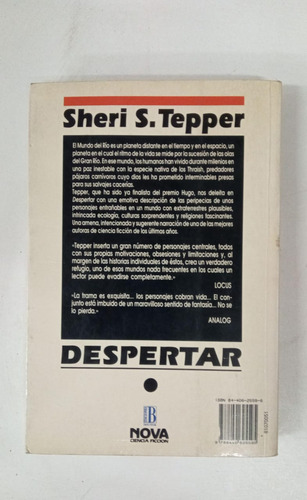 Sheri S. Tepper
El Mundo del Río es un planeta distante en el tiempo y en el espacio, un
planeta en el cual el ritmo de la vida se mide por la sucesión de las olas
del Gran Río. En ese mundo, los humanos han vivido durante milenios en
una paz inestable con la especie nativa de los Thraish, predadores
pájaros carnívoros cuyo dios les ha prometido interminables presas
para sus salvajes cacerías.
Tepper, que ha sido ya finalista del premio Hugo, nos deleita en
Despertar con una emotiva descripción de las peripecias de unos
personajes entrañables en un mundo con extraterrestres plausibles,
intrincada ecología, culturas sorprendentes y religiones fascinantes.
Una amena, intencionada y sugerente narración de una de las mejores
autoras de ciencia ficción de los últimos años.
«Tepper inserta un gran número de personajes centrales, todos
con sus propias motivaciones, obsesiones y limitaciones y, al
margen de las historias individuales de éstos, crea un verdadero
refugio, uno de esos mundos nada frecuentes en los cuales un
lector puede evadirse completamente.»
LOCUS
«La trama es exquisita... los personajes cobran vida... El con-
junto está imbuido de un maravilloso sentido de fantasía... No se
lo pierda.»
ANALOG
DESPERTAR
B
NOVA
CIENCIA FICCION